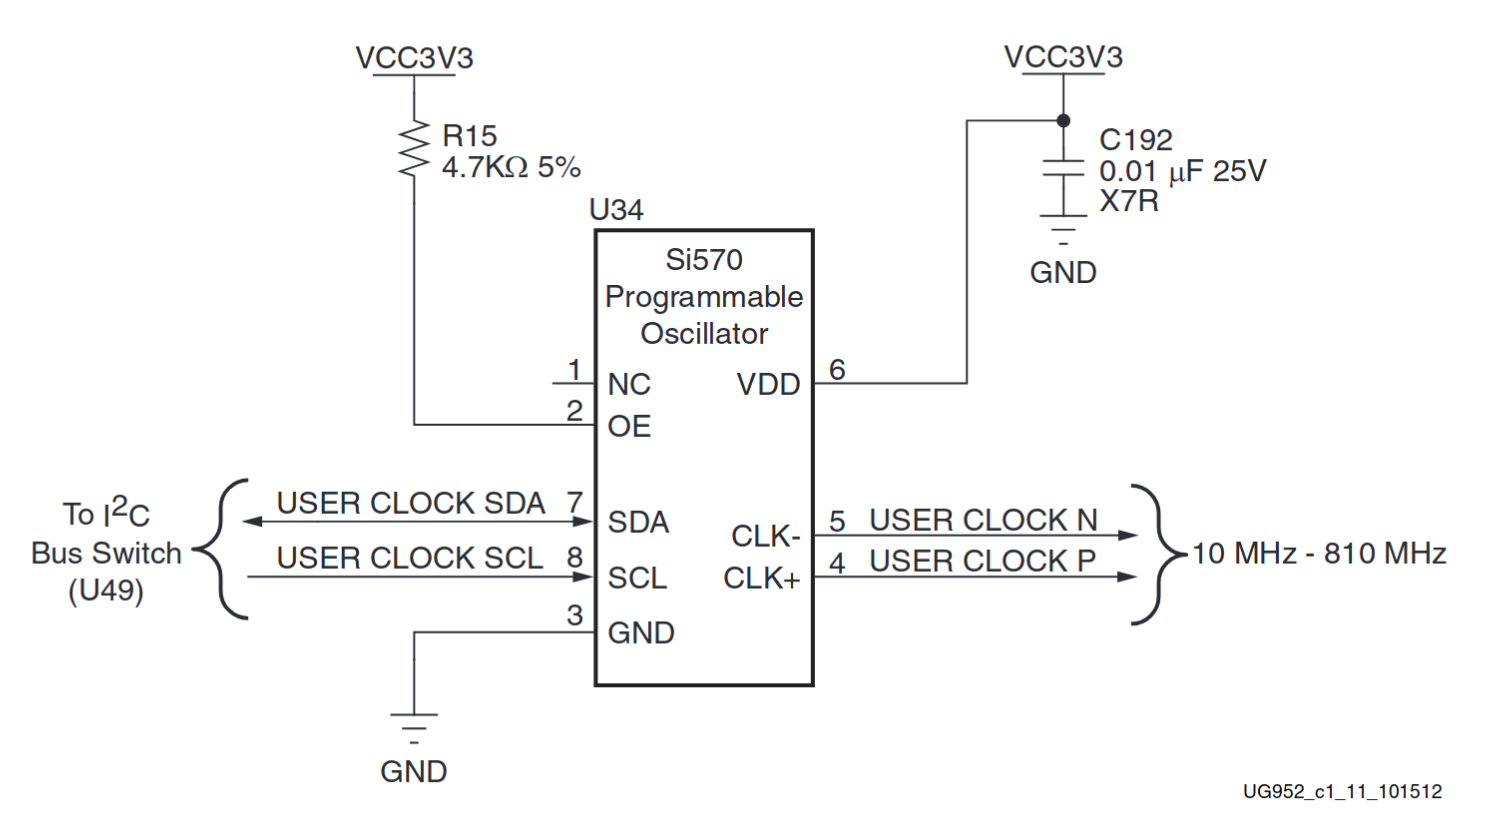 VCC3V3
R15
4.7KΩ 5%
VCC3V3
C192
0.01 μF 25V
X7R
GND
U34
Si570
Programmable
Oscillator
1
NC
2
OE
VDD
6
To I²C
Bus Switch
(U49)
USER CLOCK SDA
7
SDA
USER CLOCK SCL
8
SCL
3
GND
GND
CLK-
5
USER CLOCK N
CLK+
4
USER CLOCK P
10 MHz - 810 MHz
UG952_c1_11_101512